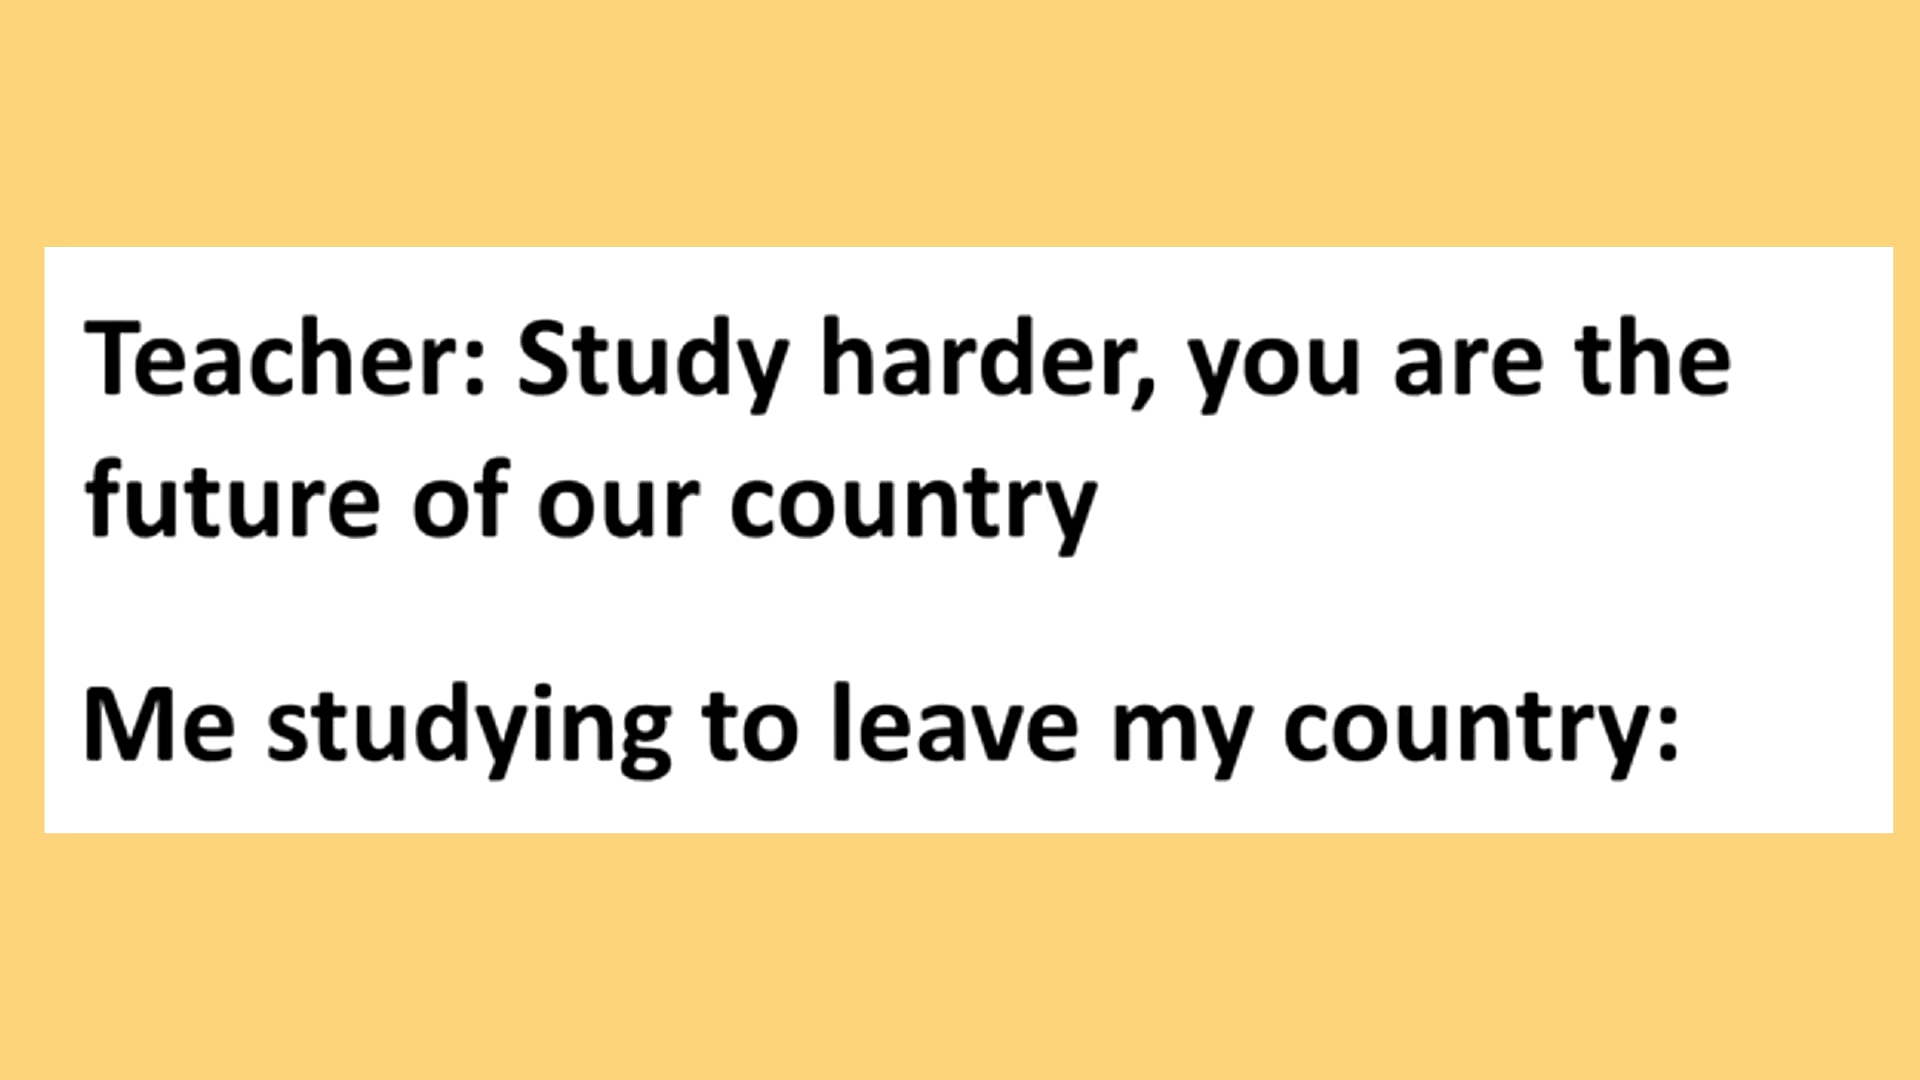 Teacher: Study harder, you are the
future of our country
Me studying to leave my country: